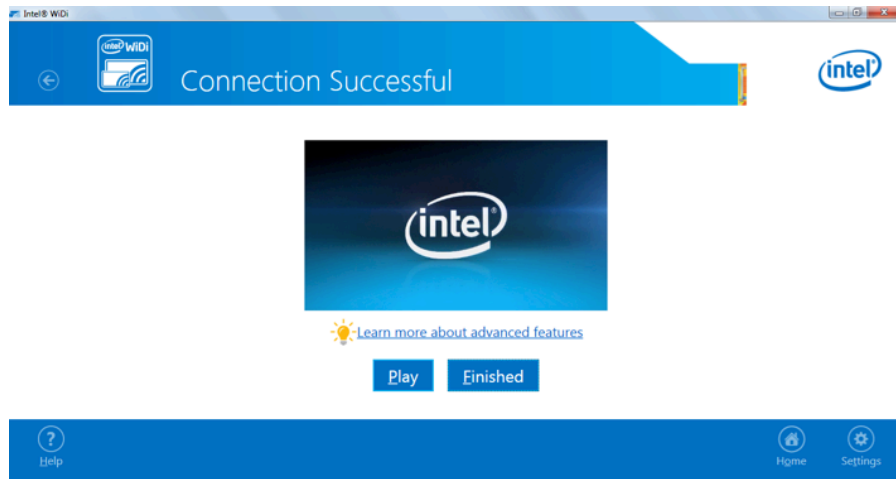 Intel® WiDi
intel WiDi
Connection Successful
intel®
intel®
Learn more about advanced features
Play
Finished
?
Help
Home
Settings